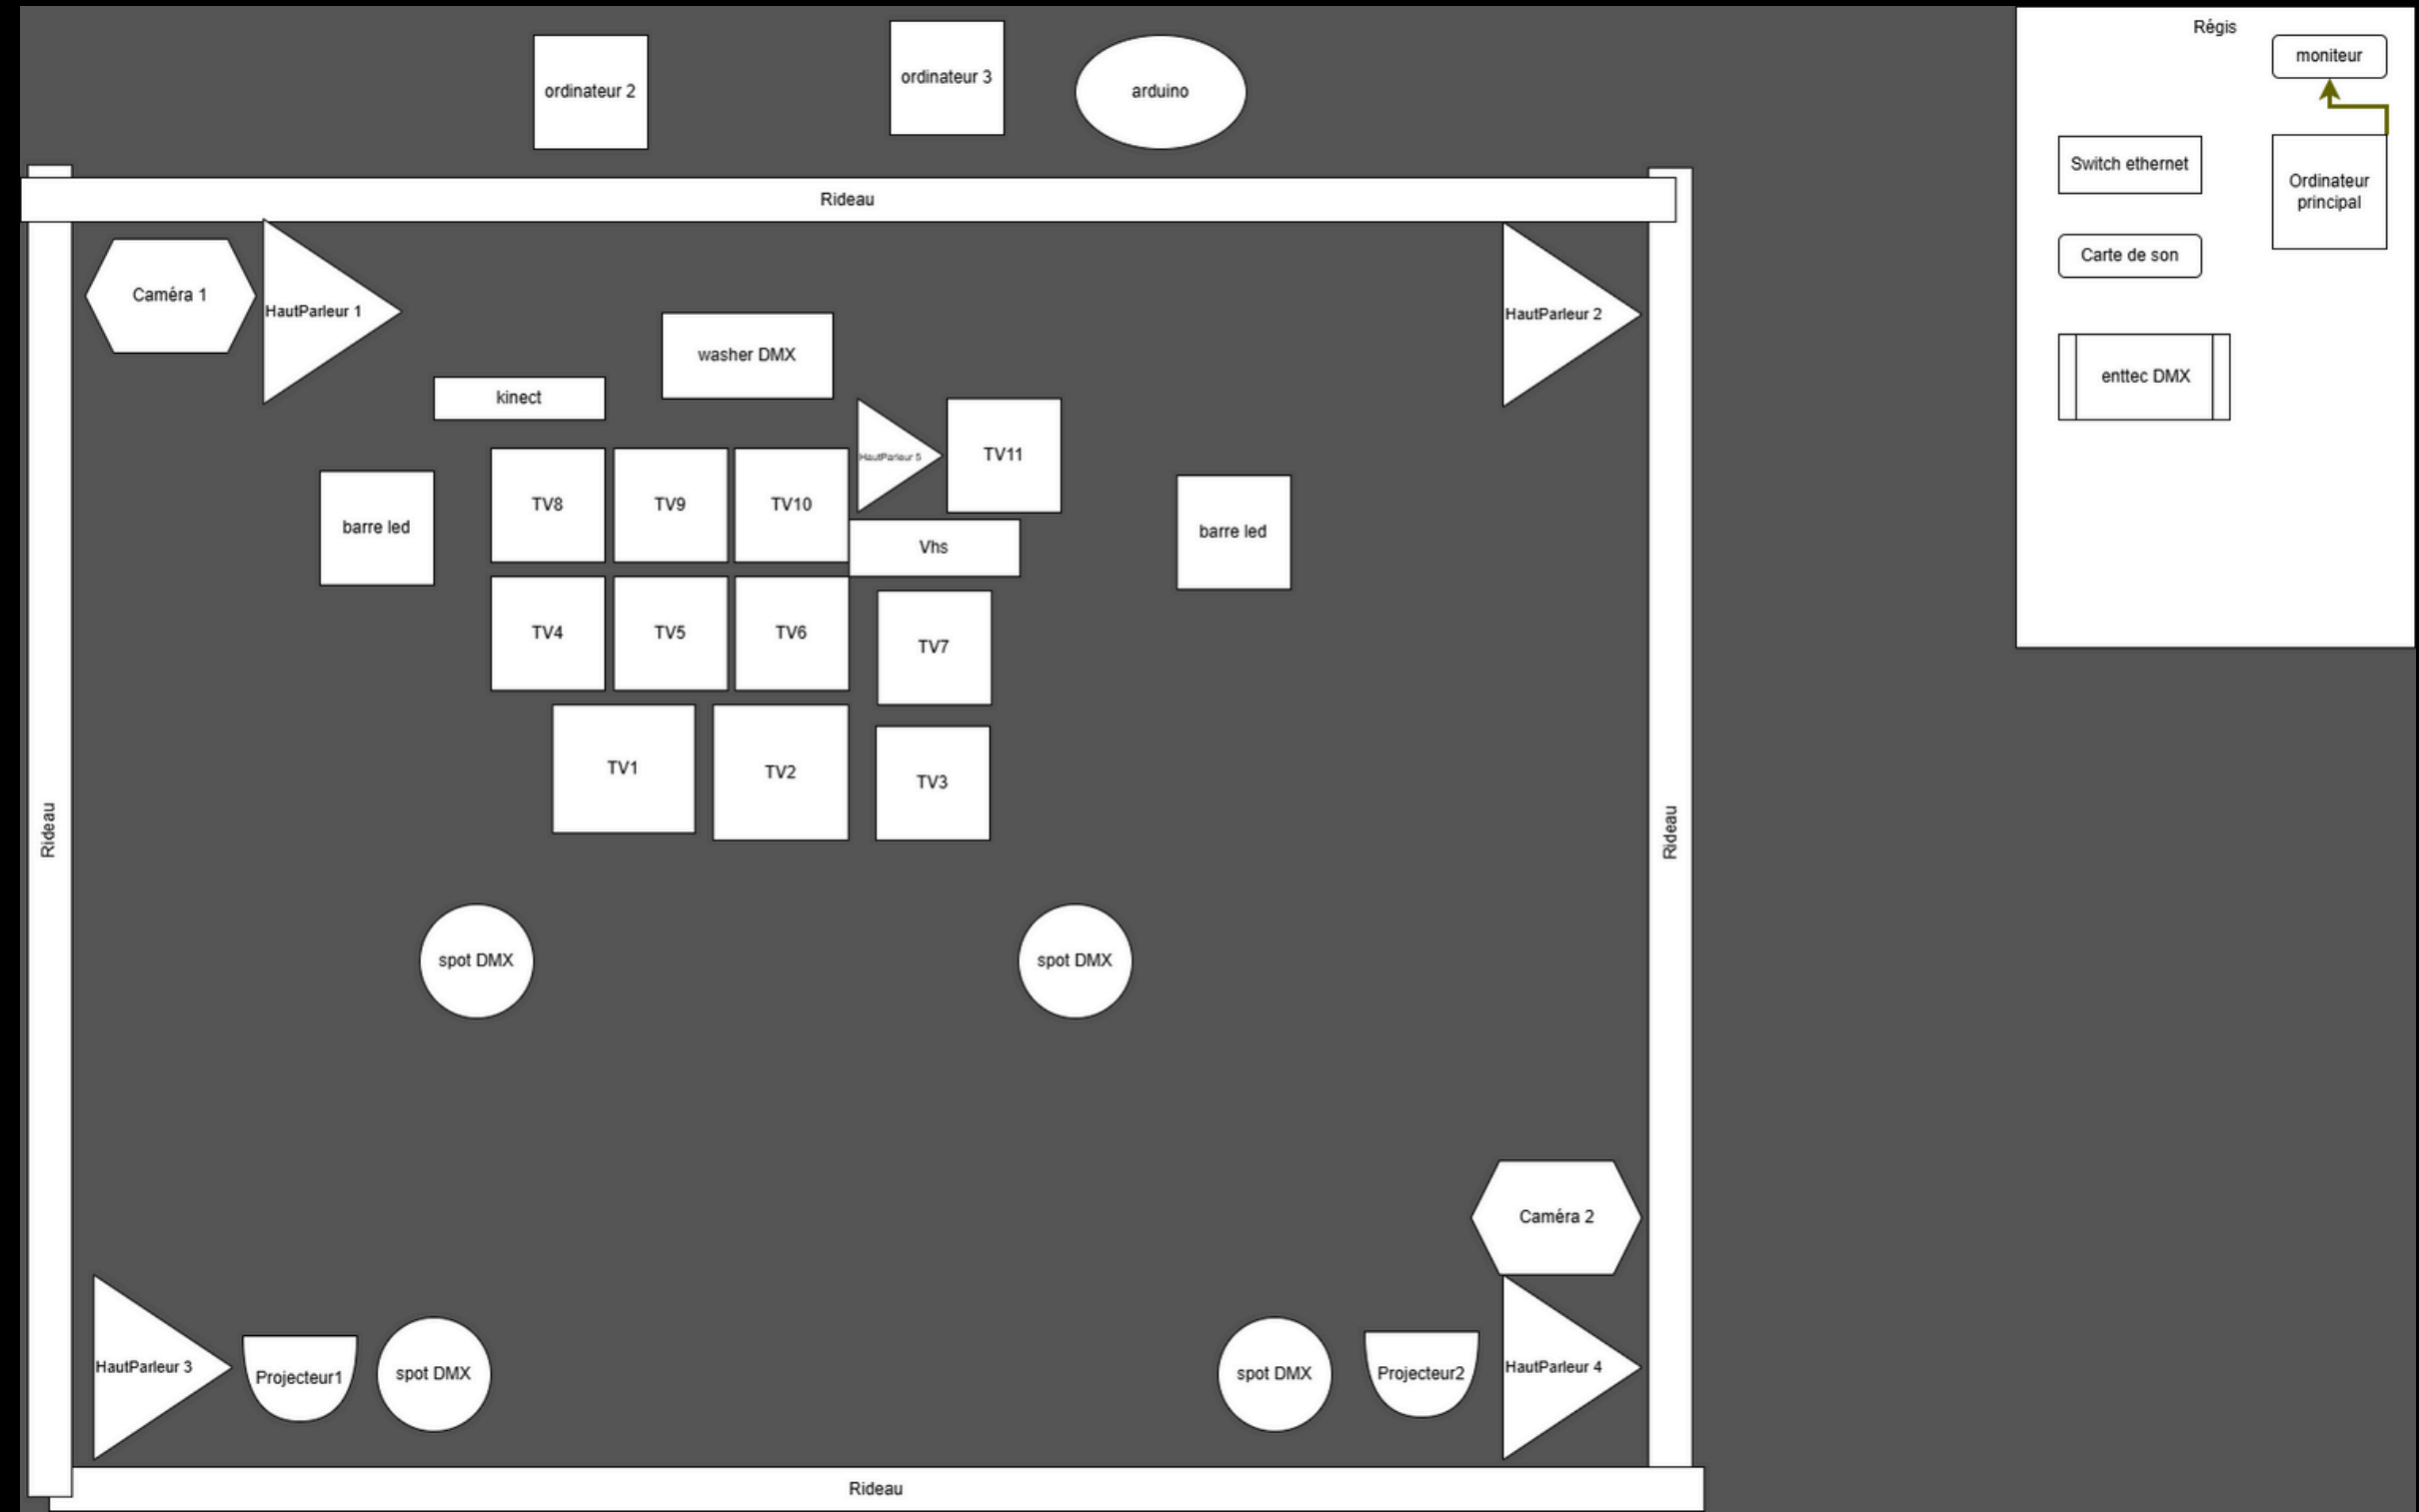 Régis
moniteur
ordinateur 2
ordinateur 3
arduino
Switch ethernet
Ordinateur
principal
Rideau
Carte de son
Caméra 1
HautParleur 1
HautParleur 2
washer DMX
enttec DMX
kinect
HautParleur 5
TV11
TV8
TV9
TV10
barre led
Vhs
barre led
TV4
TV5
TV6
TV7
TV1
TV2
TV3
Rideau
Rideau
spot DMX
spot DMX
Caméra 2
HautParleur 3
Projecteur1
spot DMX
spot DMX
Projecteur2
HautParleur 4
Rideau